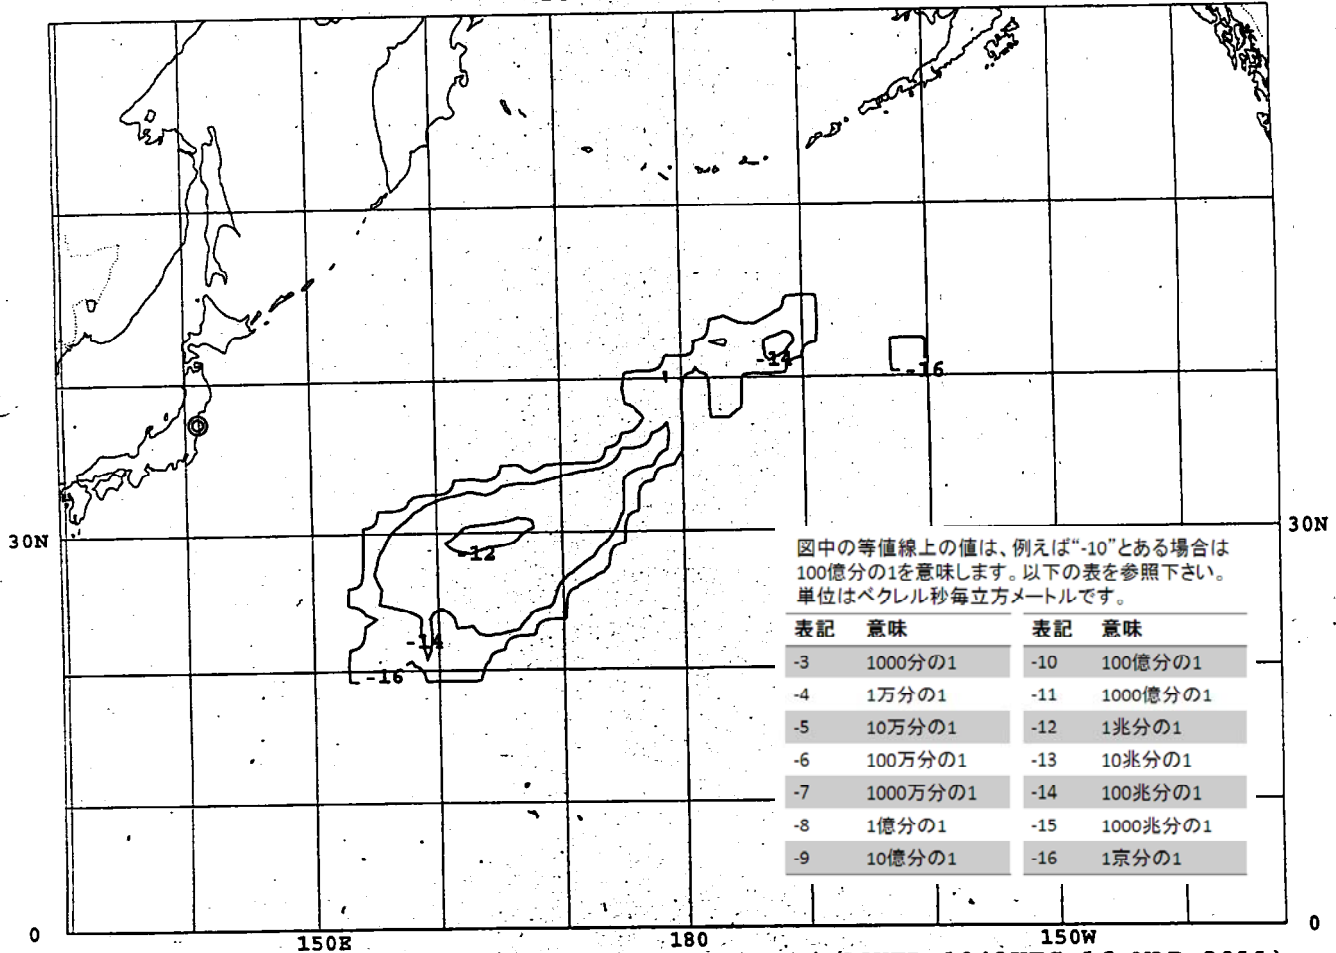 -14
-16
-12
-14
-16
30N
30N
図中の等値線上の値は、例えば“-10”とある場合は
100億分の1を意味します。以下の表を参照下さい。
単位はベクレル秒毎立方メートルです。
表記 意味 表記 意味
-3 1000分の1 -10 100億分の1
-4 1万分の1 -11 1000億分の1
-5 10万分の1 -12 1兆分の1
-6 100万分の1 -13 10兆分の1
-7 1000万分の1 -14 100兆分の1
-8 1億分の1 -15 1000兆分の1
-9 10億分の1 -16 1京分の1
0 0
150E 180 150W